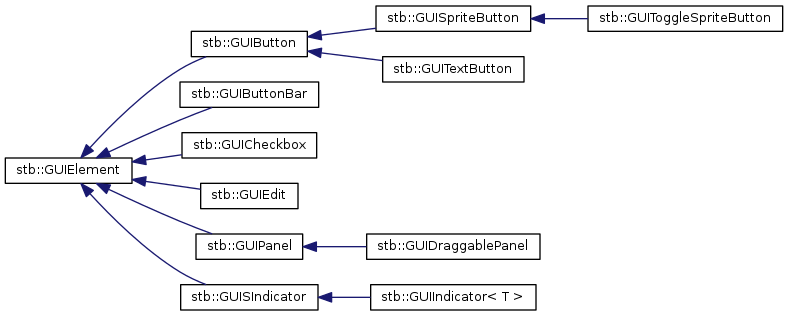 stb::GUISpriteButton
stb::GUIToggleSpriteButton
stb::GUIButton
stb::GUITextButton
stb::GUIButtonBar
stb::GUICheckbox
stb::GUIElement
stb::GUIEdit
stb::GUIPanel
stb::GUIDraggablePanel
stb::GUISIndicator
stb::GUIIndicator< T >